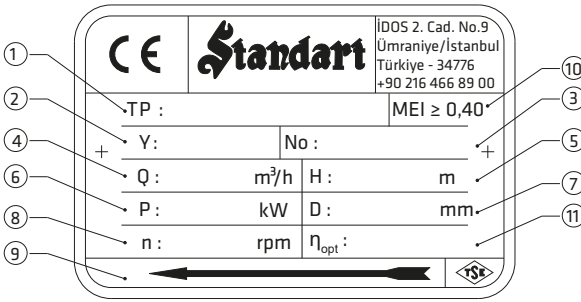 CE
Standart
İDOS 2. Cad. No.9
Ümraniye/İstanbul
Türkiye - 34776
+90 216 466 89 00
1
10
TP :
MEI ≥ 0,40
2
3
Y:
No :
4
5
Q : m³/h
H : m
6
7
P : kW
D : mm
8
11
n : rpm
ηopt :
9
TSE